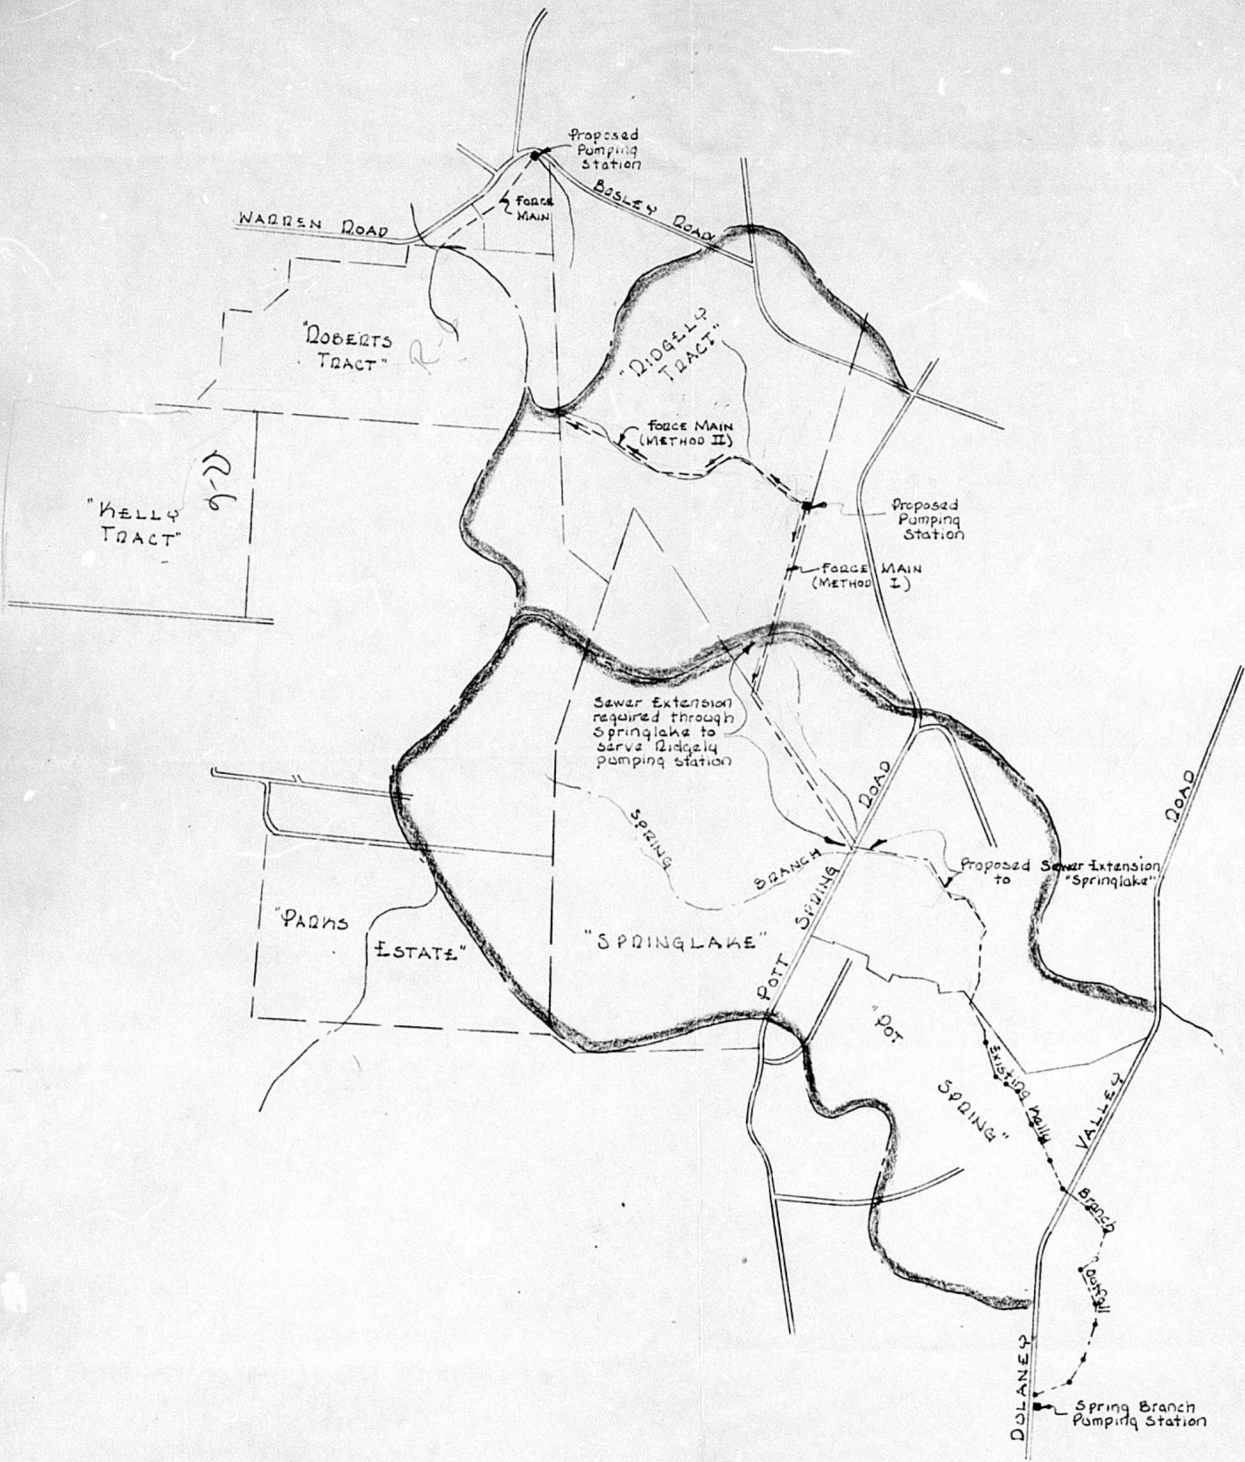 Proposed
Pumping
Station
FORCE
MAIN
BOSLEY ROAD
WARREN ROAD
"ROBERTS
TRACT"
"RIDGELY
TRACT"
FORCE MAIN
(METHOD II)
"KELLY
TRACT"
Proposed
Pumping
Station
FORCE MAIN
(METHOD I)
Sewer Extension
required through
Springlake to
serve Ridgely
pumping station
SPRING
BRANCH
POTT SPRING ROAD
Proposed Sewer Extension
to "Springlake"
"PARKS
ESTATE"
"SPRINGLAKE"
"POT
SPRING"
Existing Kelly
Branch
Outfall
DULANEY VALLEY ROAD
Spring Branch
Pumping Station